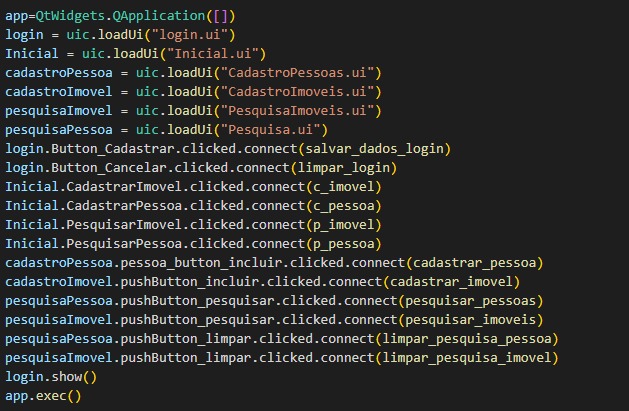 app=QtWidgets.QApplication([])
login = uic.loadUi("login.ui")
Inicial = uic.loadUi("Inicial.ui")
cadastroPessoa = uic.loadUi("CadastroPessoas.ui")
cadastroImovel = uic.loadUi("CadastroImoveis.ui")
pesquisaImovel = uic.loadUi("PesquisaImoveis.ui")
pesquisaPessoa = uic.loadUi("Pesquisa.ui")
login.Button_Cadastrar.clicked.connect(salvar_dados_login)
login.Button_Cancelar.clicked.connect(limpar_login)
Inicial.CadastrarImovel.clicked.connect(c_imovel)
Inicial.CadastrarPessoa.clicked.connect(c_pessoa)
Inicial.PesquisarImovel.clicked.connect(p_imovel)
Inicial.PesquisarPessoa.clicked.connect(p_pessoa)
cadastroPessoa.pessoa_button_incluir.clicked.connect(cadastrar_pessoa)
cadastroImovel.pushButton_incluir.clicked.connect(cadastrar_imovel)
pesquisaPessoa.pushButton_pesquisar.clicked.connect(pesquisar_pessoas)
pesquisaImovel.pushButton_pesquisar.clicked.connect(pesquisar_imoveis)
pesquisaPessoa.pushButton_limpar.clicked.connect(limpar_pesquisa_pessoa)
pesquisaImovel.pushButton_limpar.clicked.connect(limpar_pesquisa_imovel)
login.show()
app.exec()